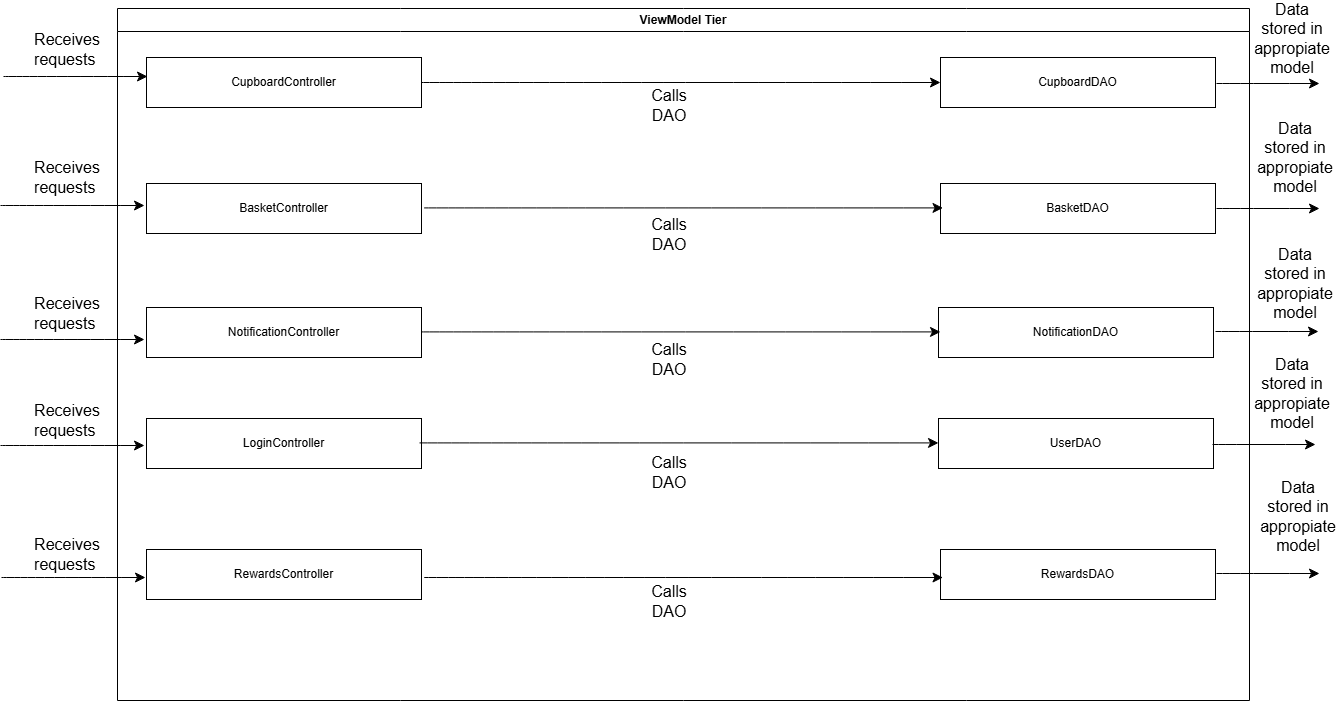 ViewModel Tier
Receives
requests
CupboardController
Calls
DAO
CupboardDAO
Data
stored in
appropiate
model
Receives
requests
BasketController
Calls
DAO
BasketDAO
Data
stored in
appropiate
model
Receives
requests
NotificationController
Calls
DAO
NotificationDAO
Data
stored in
appropiate
model
Receives
requests
LoginController
Calls
DAO
UserDAO
Data
stored in
appropiate
model
Receives
requests
RewardsController
Calls
DAO
RewardsDAO
Data
stored in
appropiate
model